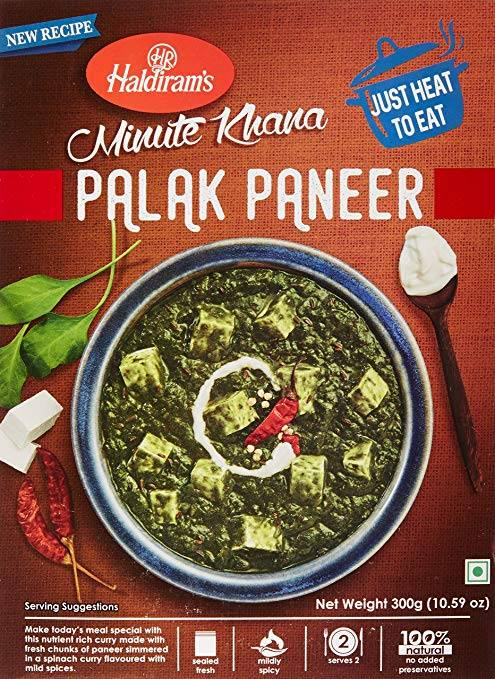 NEW RECIPE
HR
Haldiram's
Minute Khana
JUST HEAT
TO EAT
PALAK PANEER
Serving Suggestions
Net Weight 300g (10.59 oz)
Make today's meal special with
this nutrient rich curry made with
fresh chunks of paneer simmered
in a spinach curry flavoured with
mild spices.
sealed
fresh
mildly
spicy
2
serves 2
100%
natural
no added
preservatives